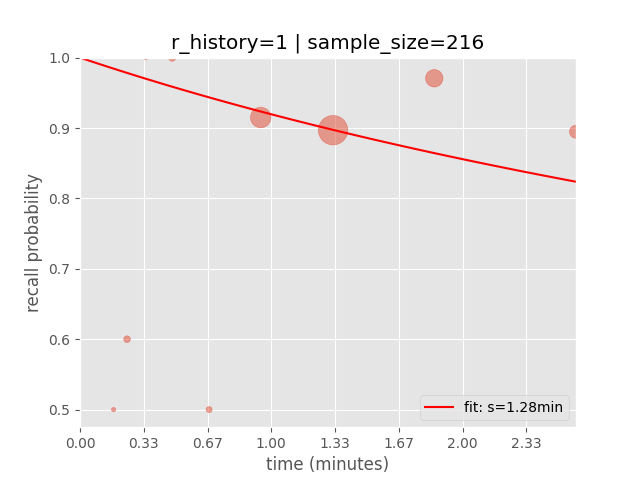 r_history=1 | sample_size=216
1.0
0.9
0.8
0.7
0.6
0.5
recall probability
fit: s=1.28min
0.00 0.33 0.67 1.00 1.33 1.67 2.00 2.33
time (minutes)